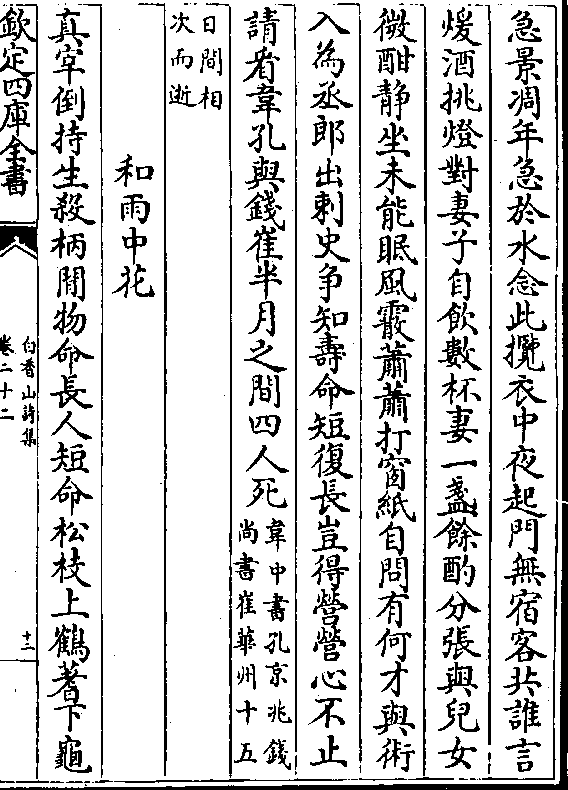 急景凋年急於水念此攬衣中夜起門無宿客共誰言
煖酒挑燈對妻子自飲數杯妻一盞餘酌分張與兒女
微酣靜坐未能眠風霰蕭蕭打窗紙自問有何才與術
入為丞郎出刺史爭知壽命短復長豈得營營心不止
請看韋孔與錢崔半月之間四人死韋中書孔京兆錢
尚書崔華州十五
日間相
次而逝
和雨中花
真宰倒持生殺柄閒物命長人短命松枝上鶴蓍下龜
欽定四庫全書
白香山詩集
卷二十二
十二